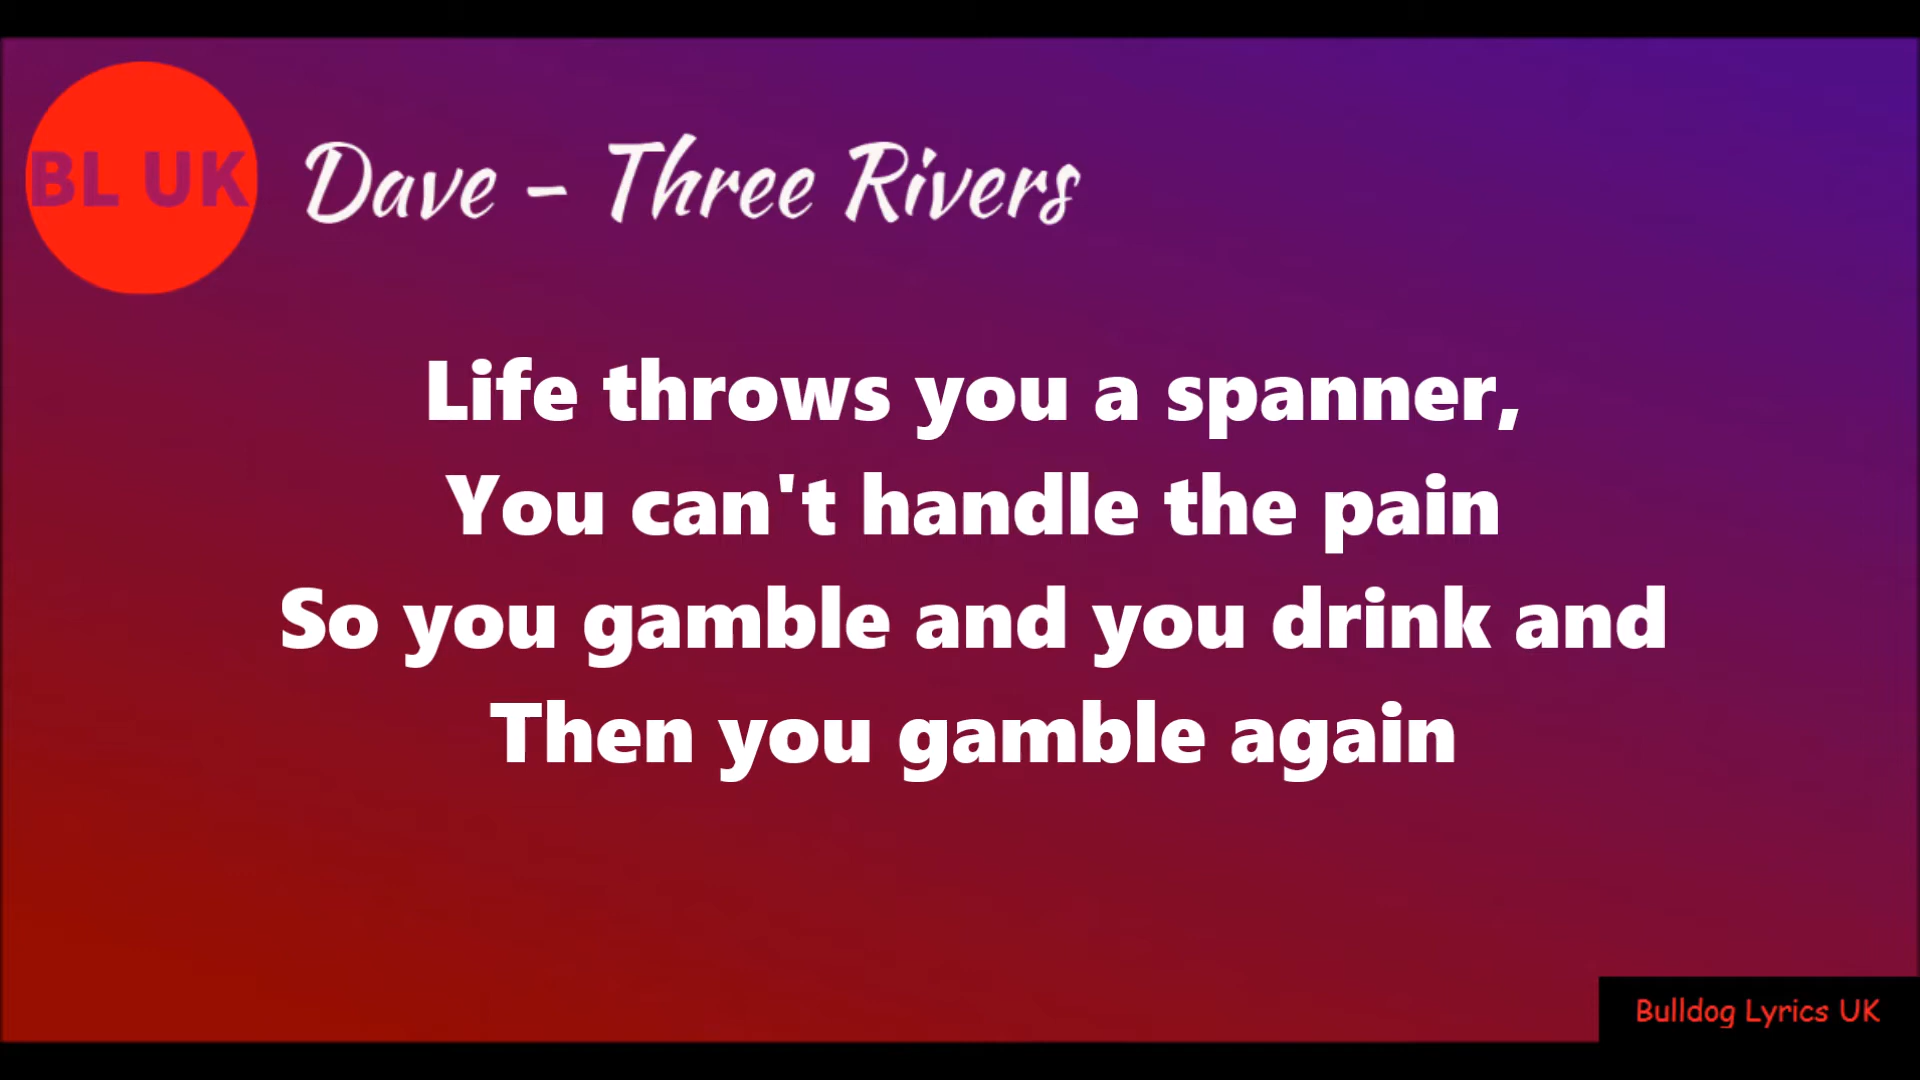 BL UK
Dave - Three Rivers
Life throws you a spanner,
You can't handle the pain
So you gamble and you drink and
Then you gamble again
Bulldog Lyrics UK